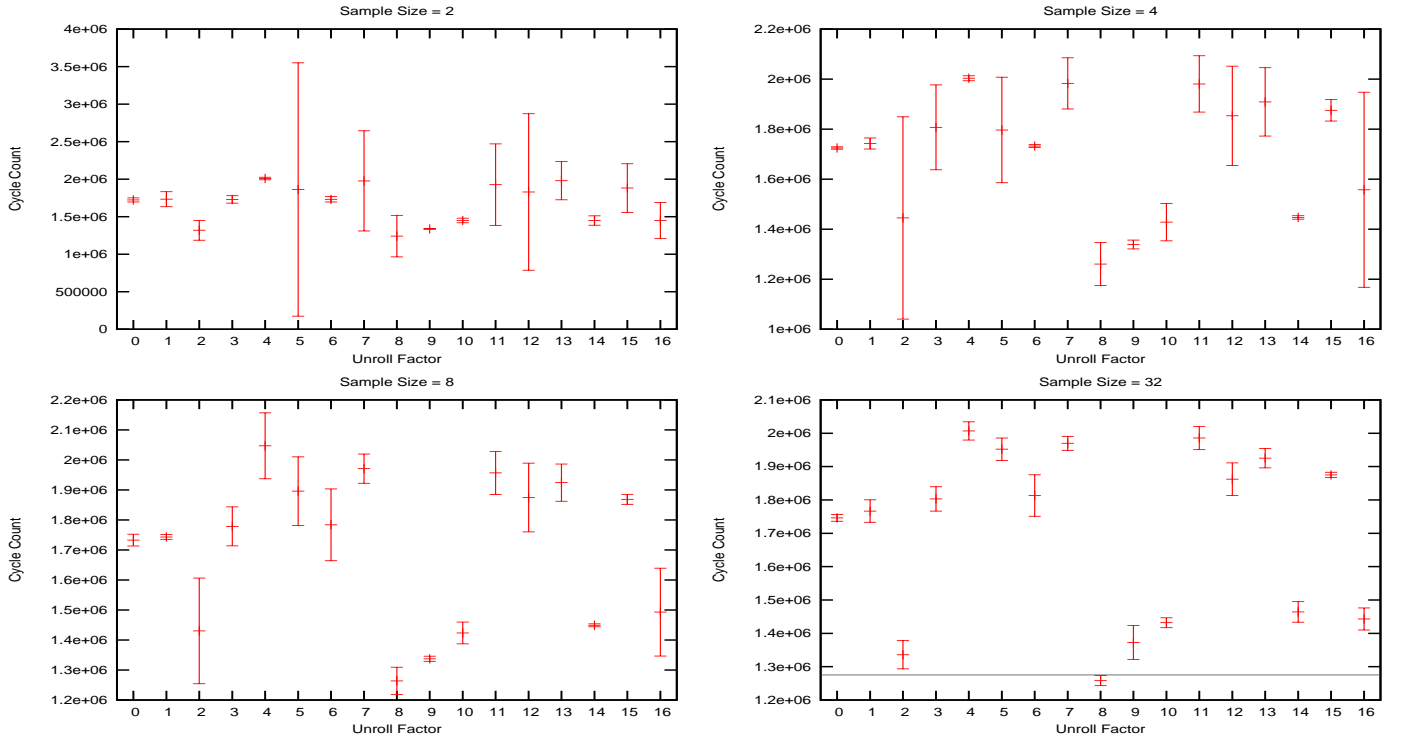 Sample Size = 2
Cycle Count
4e+06
3.5e+06
3e+06
2.5e+06
2e+06
1.5e+06
1e+06
500000
0
0 1 2 3 4 5 6 7 8 9 10 11 12 13 14 15 16
Unroll Factor
Sample Size = 4
Cycle Count
2.2e+06
2e+06
1.8e+06
1.6e+06
1.4e+06
1.2e+06
1e+06
0 1 2 3 4 5 6 7 8 9 10 11 12 13 14 15 16
Unroll Factor
Sample Size = 8
Cycle Count
2.2e+06
2.1e+06
2e+06
1.9e+06
1.8e+06
1.7e+06
1.6e+06
1.5e+06
1.4e+06
1.3e+06
1.2e+06
0 1 2 3 4 5 6 7 8 9 10 11 12 13 14 15 16
Unroll Factor
Sample Size = 32
Cycle Count
2.1e+06
2e+06
1.9e+06
1.8e+06
1.7e+06
1.6e+06
1.5e+06
1.4e+06
1.3e+06
1.2e+06
0 1 2 3 4 5 6 7 8 9 10 11 12 13 14 15 16
Unroll Factor